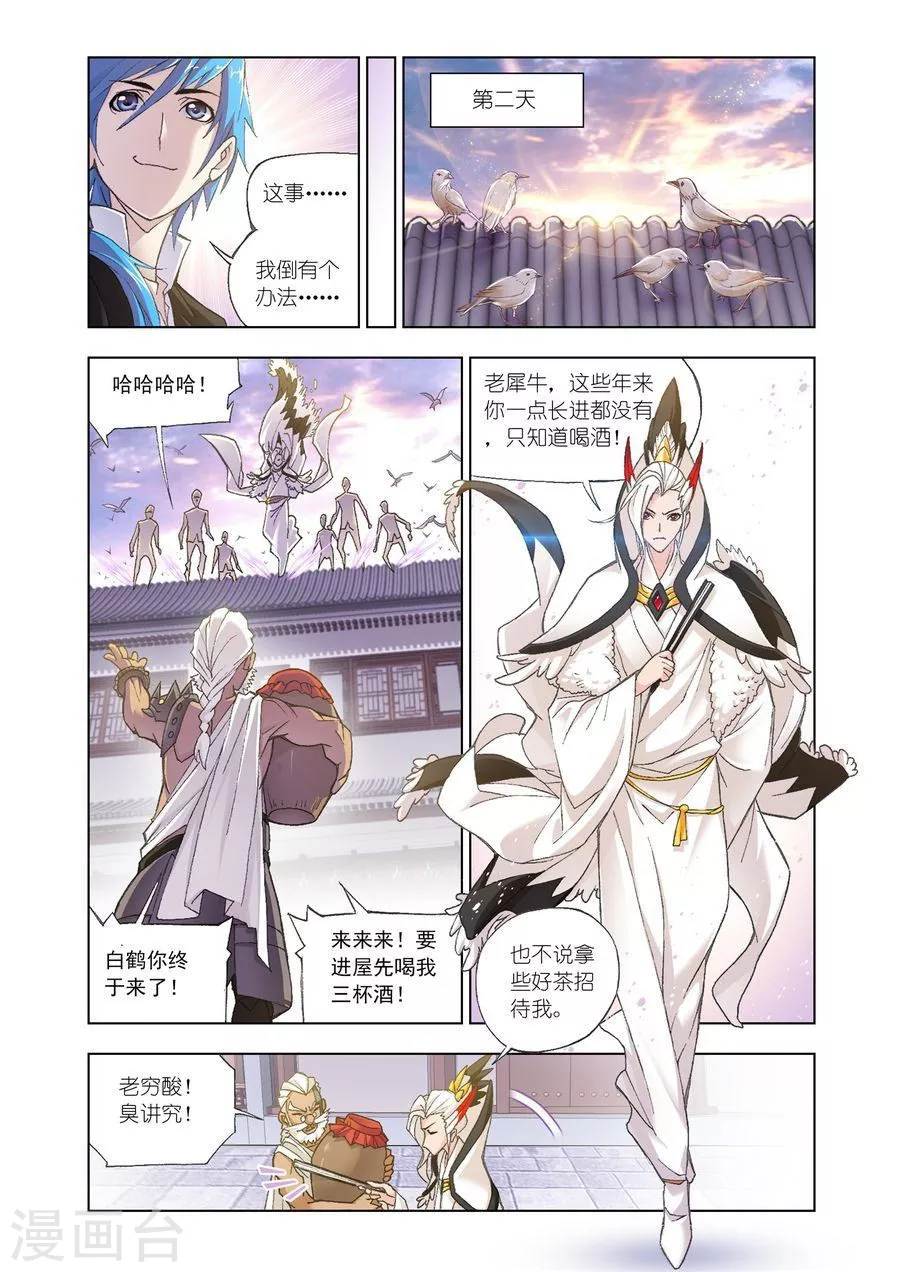 这事……
我倒有个
办法……
第二天
哈哈哈哈！
白鹤你终
于来了！
来来来！要
进屋先喝我
三杯酒！
老犀牛，这些年来
你一点长进都没有
，只知道喝酒！
也不说拿
些好茶招
待我。
老穷酸！
臭讲究！
漫画台